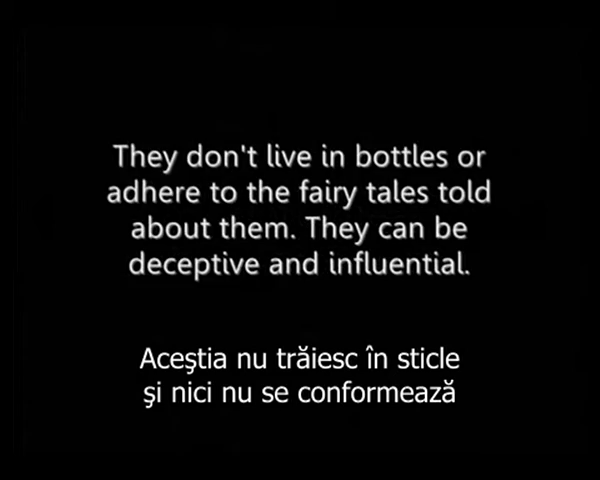 They don't live in bottles or
adhere to the fairy tales told
about them. They can be
deceptive and influential.
Aceştia nu trăiesc în sticle
şi nici nu se conformează